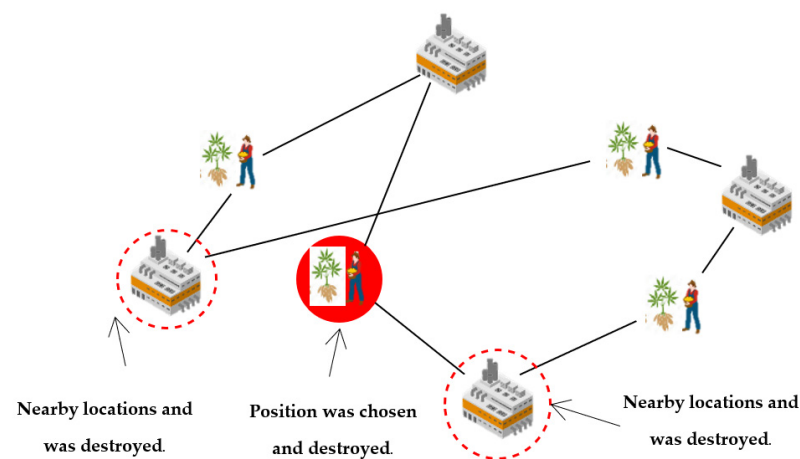 Nearby locations and
was destroyed.
Position was chosen
and destroyed.
Nearby locations and
was destroyed.